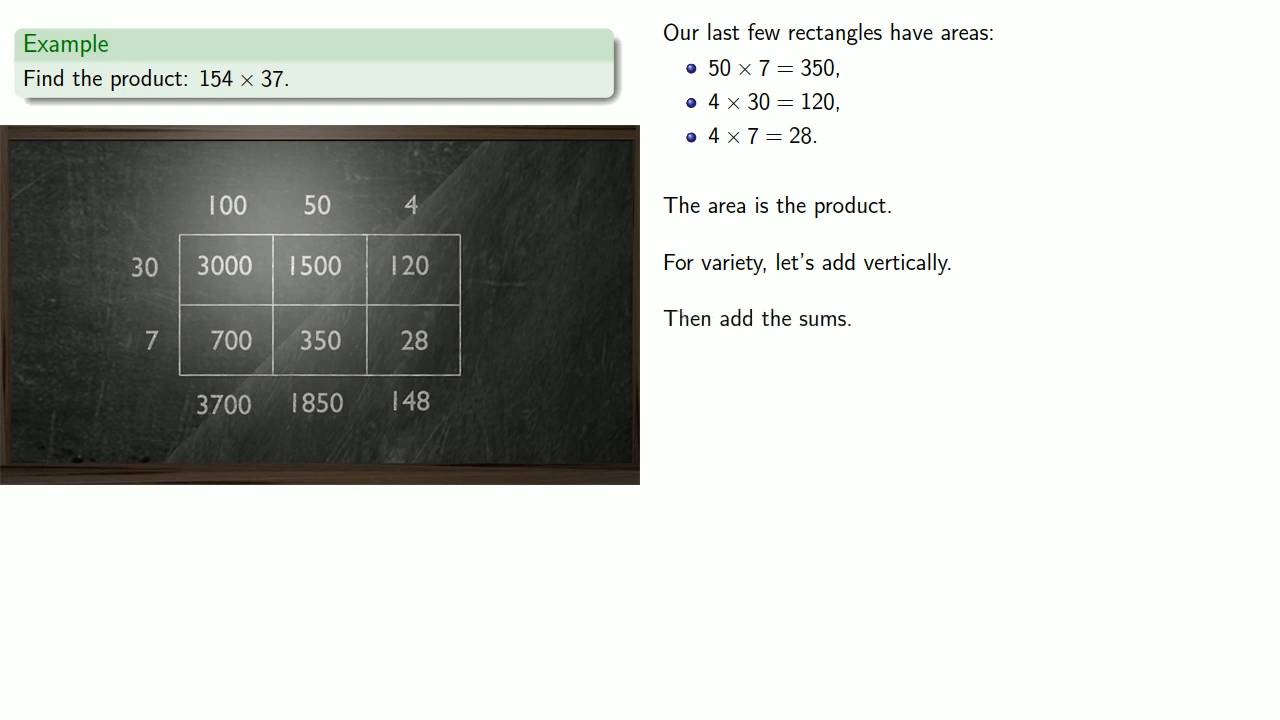 Example
Find the product: 154 × 37.
100 50 4
30 3000 1500 120
7 700 350 28
3700 1850 148
Our last few rectangles have areas:
50 × 7 = 350,
4 × 30 = 120,
4 × 7 = 28.
The area is the product.
For variety, let's add vertically.
Then add the sums.